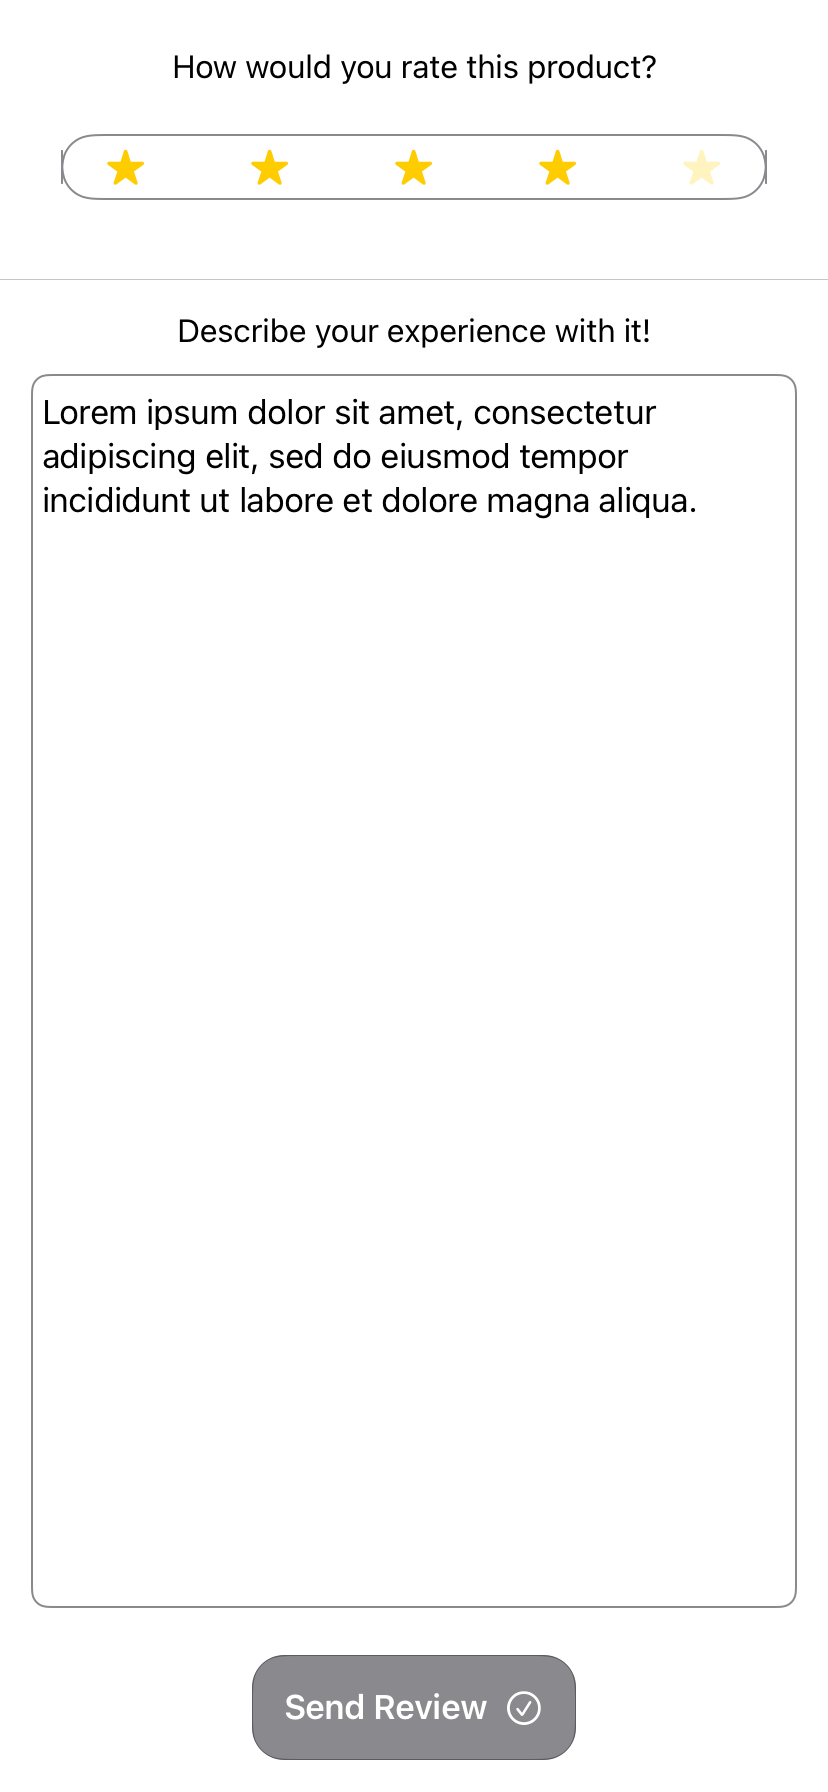 How would you rate this product?
Describe your experience with it!
Lorem ipsum dolor sit amet, consectetur
adipiscing elit, sed do eiusmod tempor
incididunt ut labore et dolore magna aliqua.
Send Review